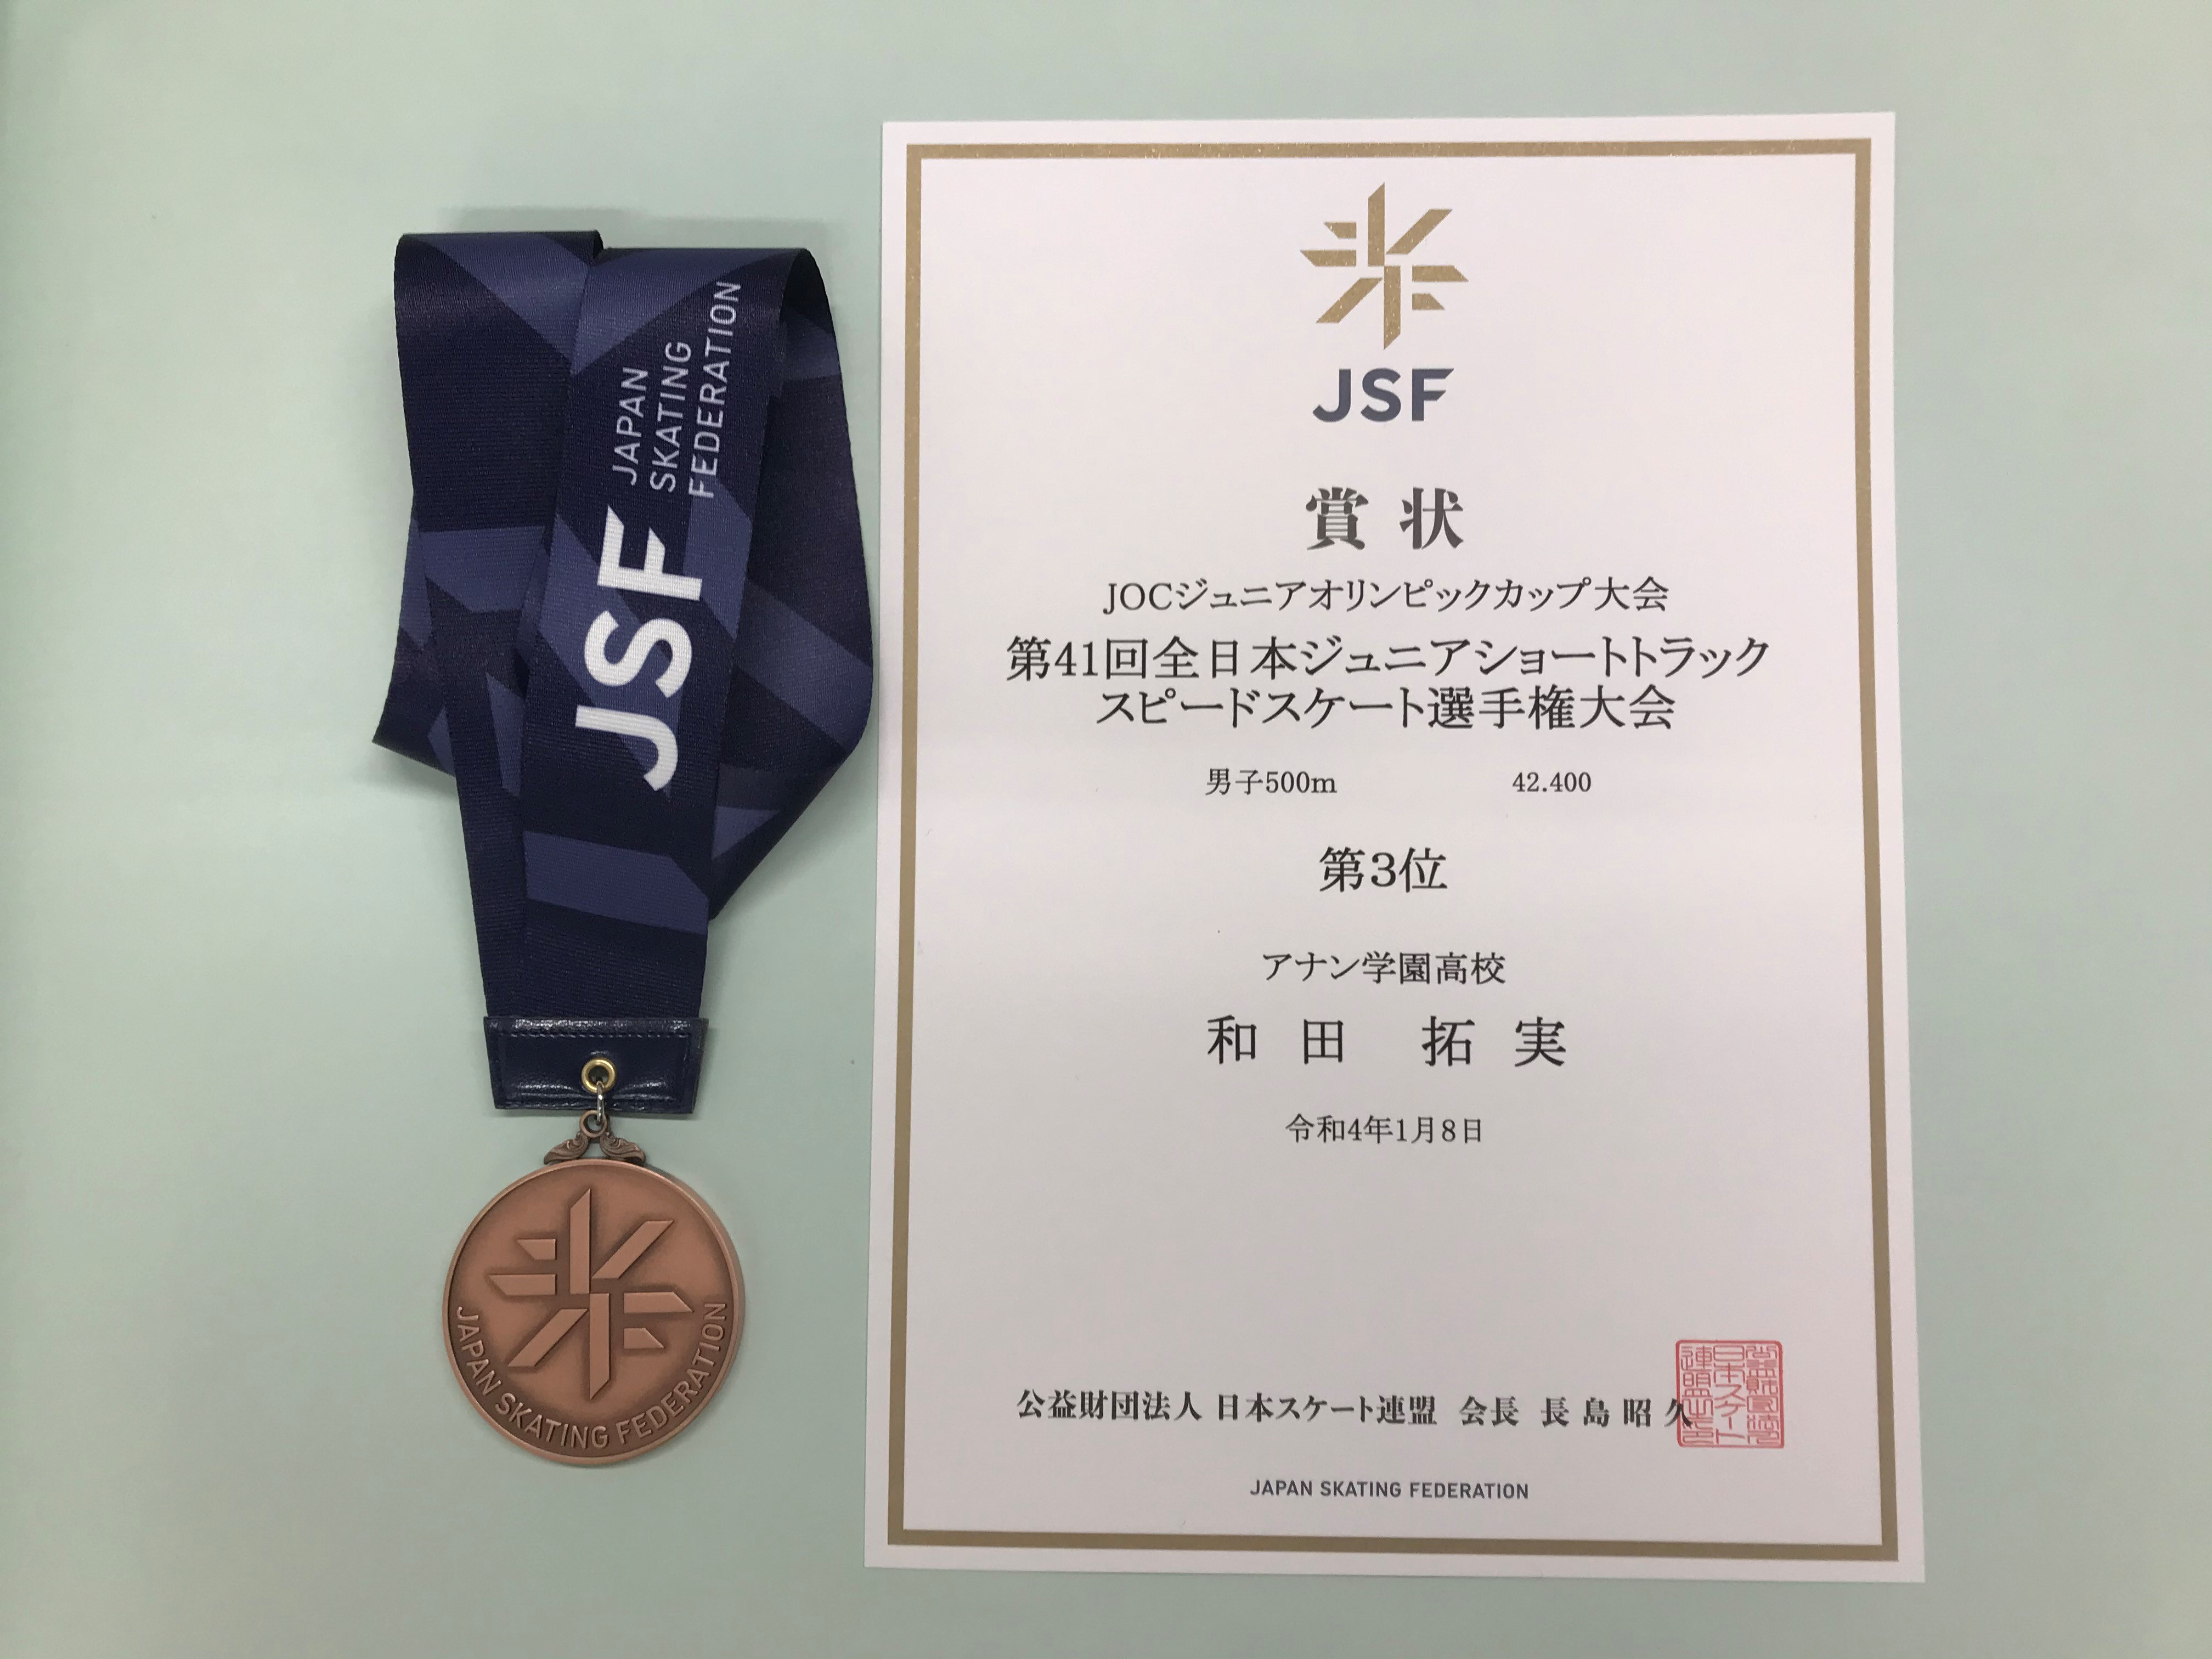 JSF
JAPAN
SKATING
FEDERATION
JAPAN SKATING FEDERATION
JSF
賞状
JOCジュニアオリンピックカップ大会
第41回全日本ジュニアショートトラック
スピードスケート選手権大会
男子500m 42.400
第3位
アナン学園高校
和田 拓実
令和4年1月8日
公益財団法人 日本スケート連盟 会長 長島昭久
JAPAN SKATING FEDERATION